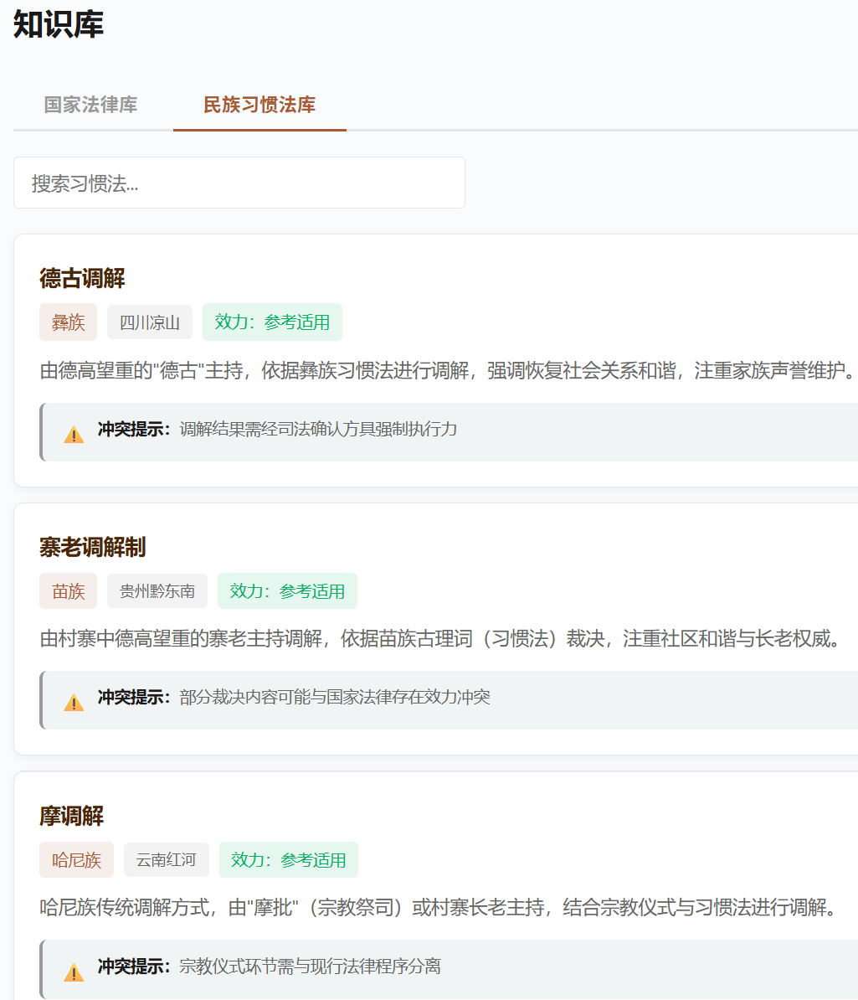 知识库
国家法律库 民族习惯法库
搜索习惯法...
德古调解
彝族 四川凉山 效力：参考适用
由德高望重的"德古"主持，依据彝族习惯法进行调解，强调恢复社会关系和谐，注重家族声誉维护。
冲突提示：调解结果需经司法确认方具强制执行力
寨老调解制
苗族 贵州黔东南 效力：参考适用
由村寨中德高望重的寨老主持调解，依据苗族古理词（习惯法）裁决，注重社区和谐与长老权威。
冲突提示：部分裁决内容可能与国家法律存在效力冲突
摩调解
哈尼族 云南红河 效力：参考适用
哈尼族传统调解方式，由"摩批"（宗教祭司）或村寨长老主持，结合宗教仪式与习惯法进行调解。
冲突提示：宗教仪式环节需与现行法律程序分离